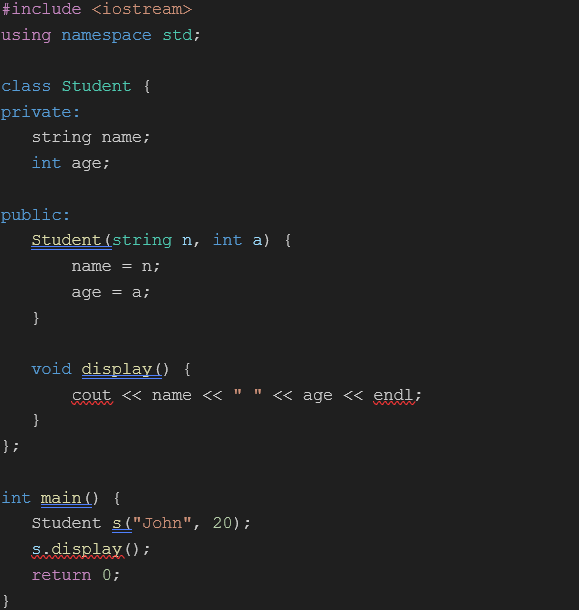 #include <iostream>
using namespace std;

class Student {
private:
   string name;
   int age;

public:
   Student(string n, int a) {
       name = n;
       age = a;
   }

   void display() {
       cout << name << " " << age << endl;
   }
};

int main() {
   Student s("John", 20);
   s.display();
   return 0;
}